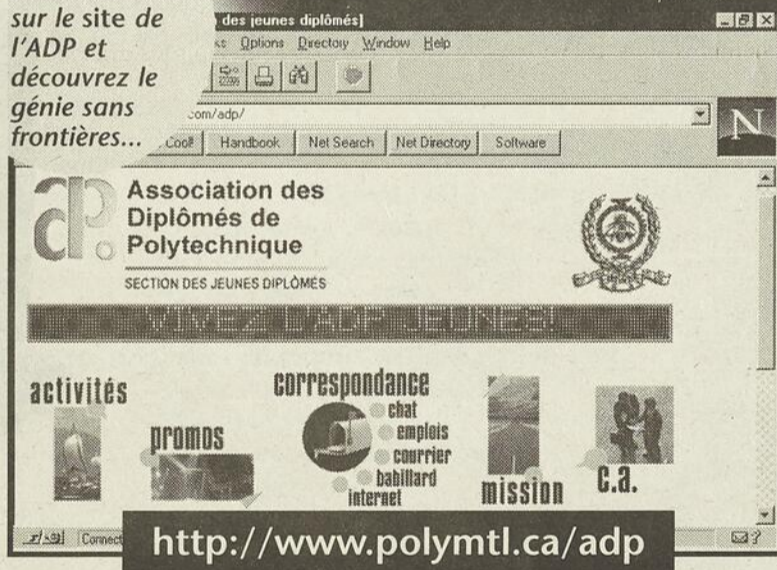 sur le site de
l'ADP et
découvrez le
génie sans
frontières...
des jeunes diplômés]
Options Directory Window Help
.com/adp/
Cool! Handbook Net Search Net Directory Software
N
adp.
Association des
Diplômés de
Polytechnique
SECTION DES JEUNES DIPLÔMÉS
VIVEZ L'ADP JEUNES!
activités
promos
correspondance
chat
emplois
courrier
babillard
internet
mission
c.a.
Connect
http://www.polymtl.ca/adp